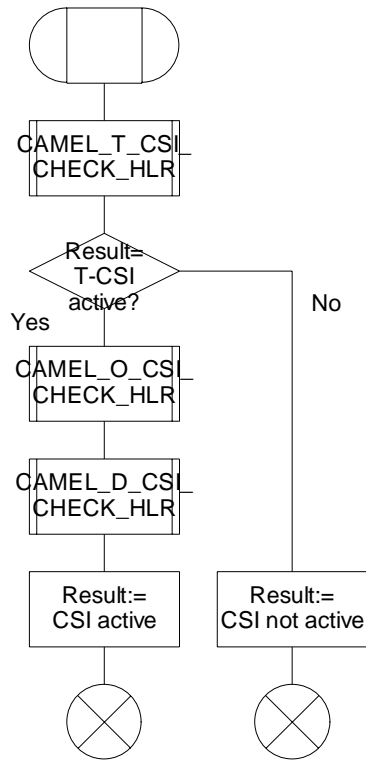 CAMEL_T_CSI_
CHECK_HLR
Result=
T-CSI
active?
Yes
No
CAMEL_O_CSI_
CHECK_HLR
CAMEL_D_CSI_
CHECK_HLR
Result:=
CSI active
Result:=
CSI not active